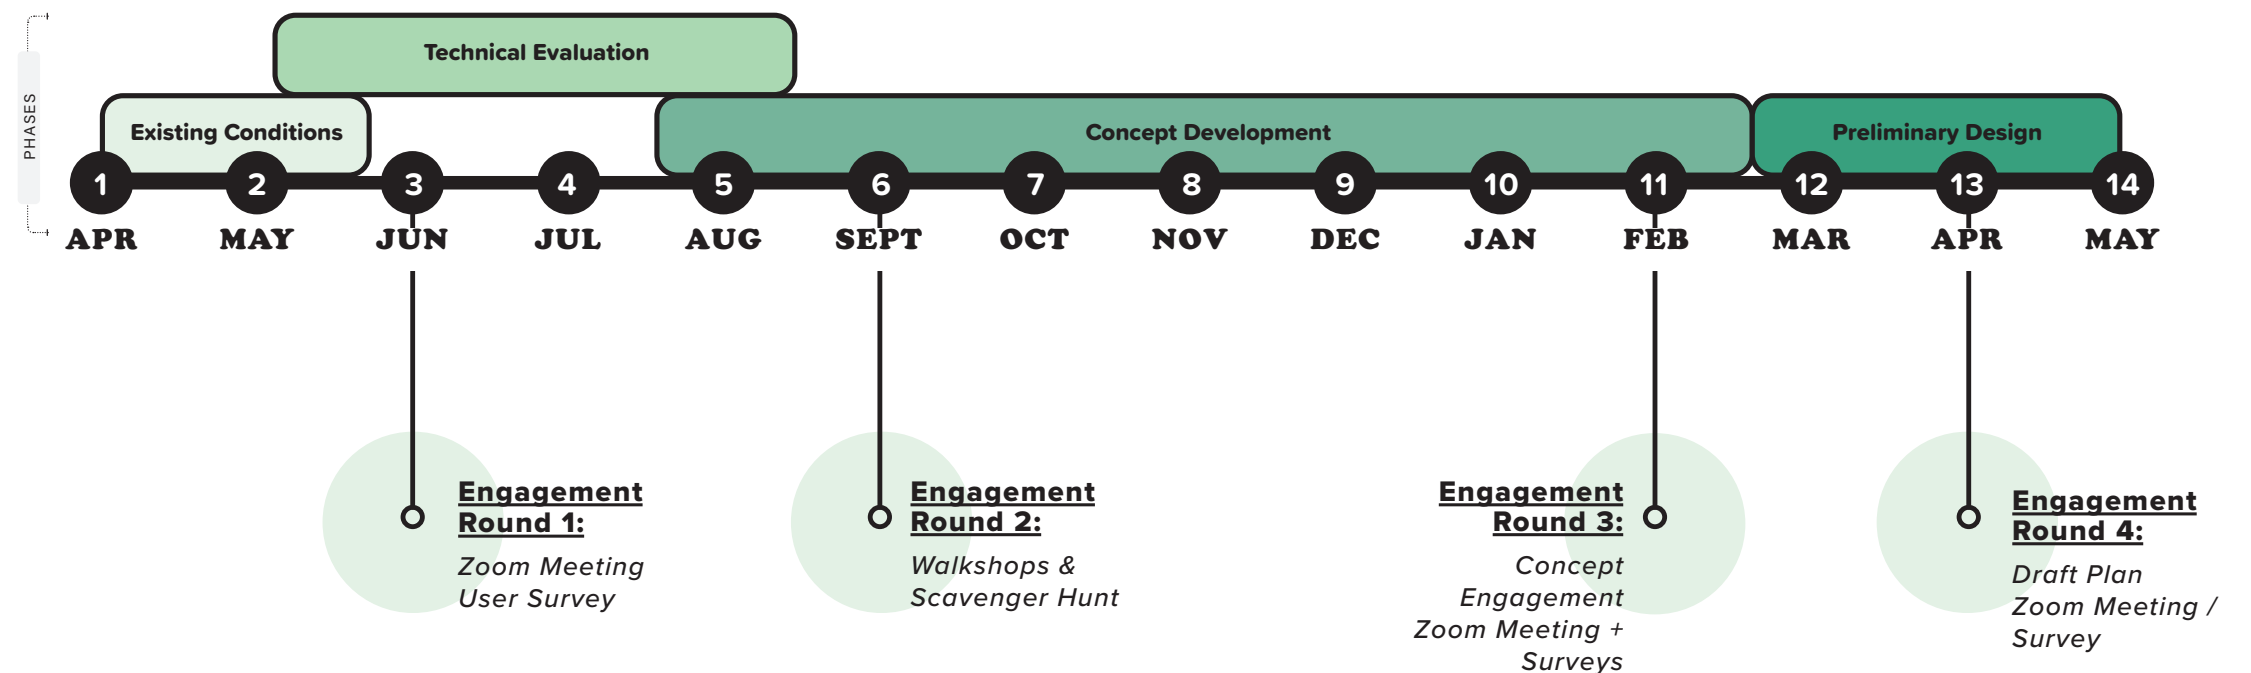 PHASES
Technical Evaluation
Existing Conditions
Concept Development
Preliminary Design
1 2 3 4 5 6 7 8 9 10 11 12 13 14
APR MAY JUN JUL AUG SEPT OCT NOV DEC JAN FEB MAR APR MAY
Engagement
Round 1:
Zoom Meeting
User Survey
Engagement
Round 2:
Walkshops &
Scavenger Hunt
Engagement
Round 3:
Concept
Engagement
Zoom Meeting +
Surveys
Engagement
Round 4:
Draft Plan
Zoom Meeting /
Survey